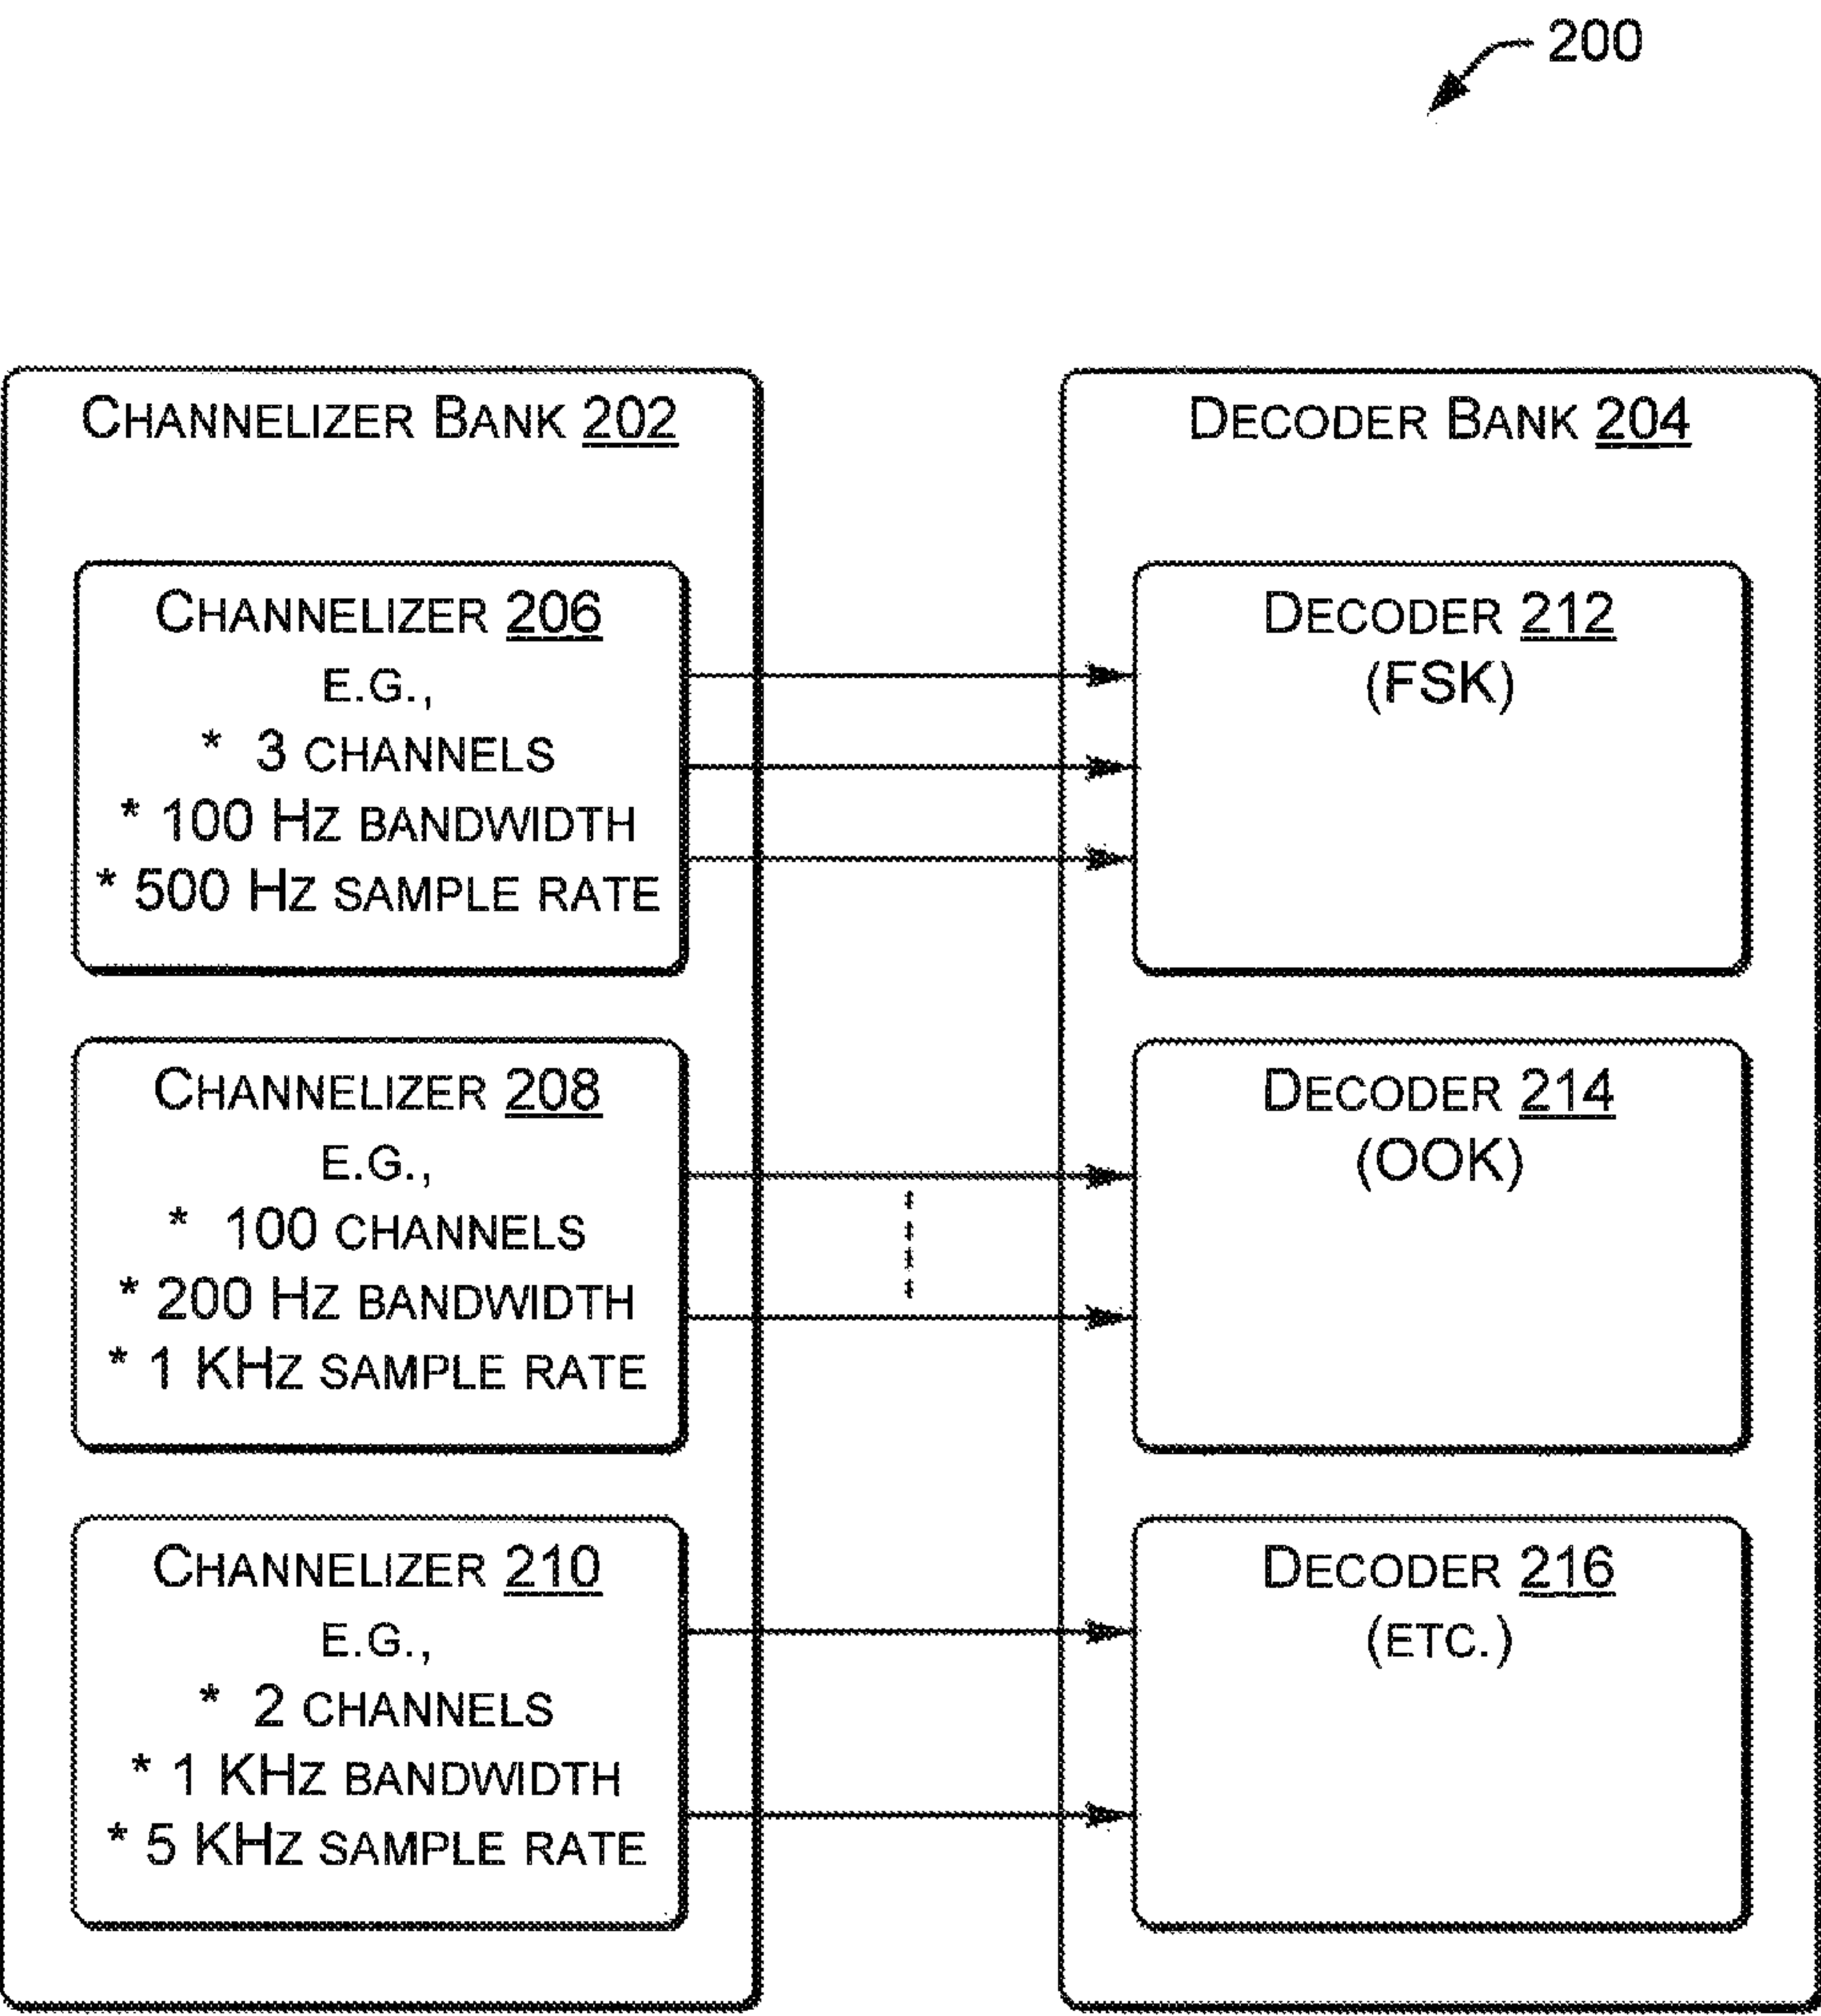 200
CHANNELIZER BANK 202
CHANNELIZER 206
E.G.,
* 3 CHANNELS
* 100 HZ BANDWIDTH
* 500 HZ SAMPLE RATE
CHANNELIZER 208
E.G.,
* 100 CHANNELS
* 200 HZ BANDWIDTH
* 1 KHZ SAMPLE RATE
CHANNELIZER 210
E.G.,
* 2 CHANNELS
* 1 KHZ BANDWIDTH
* 5 KHZ SAMPLE RATE
DECODER BANK 204
DECODER 212
(FSK)
DECODER 214
(OOK)
DECODER 216
(ETC.)